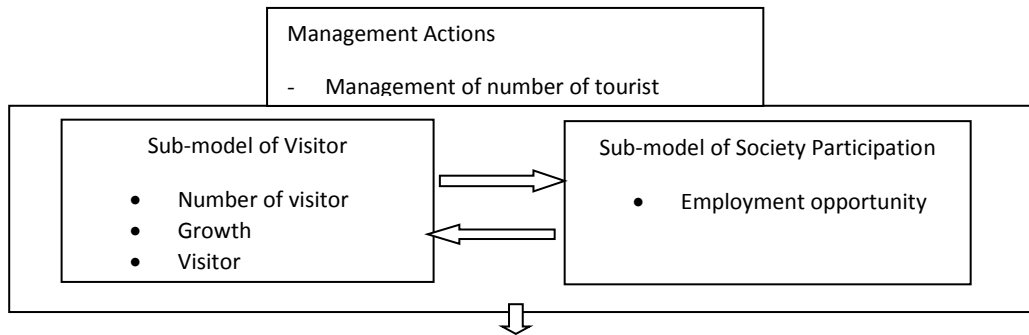 Management Actions
- Management of number of tourist
Sub-model of Visitor
• Number of visitor
• Growth
• Visitor
Sub-model of Society Participation
• Employment opportunity